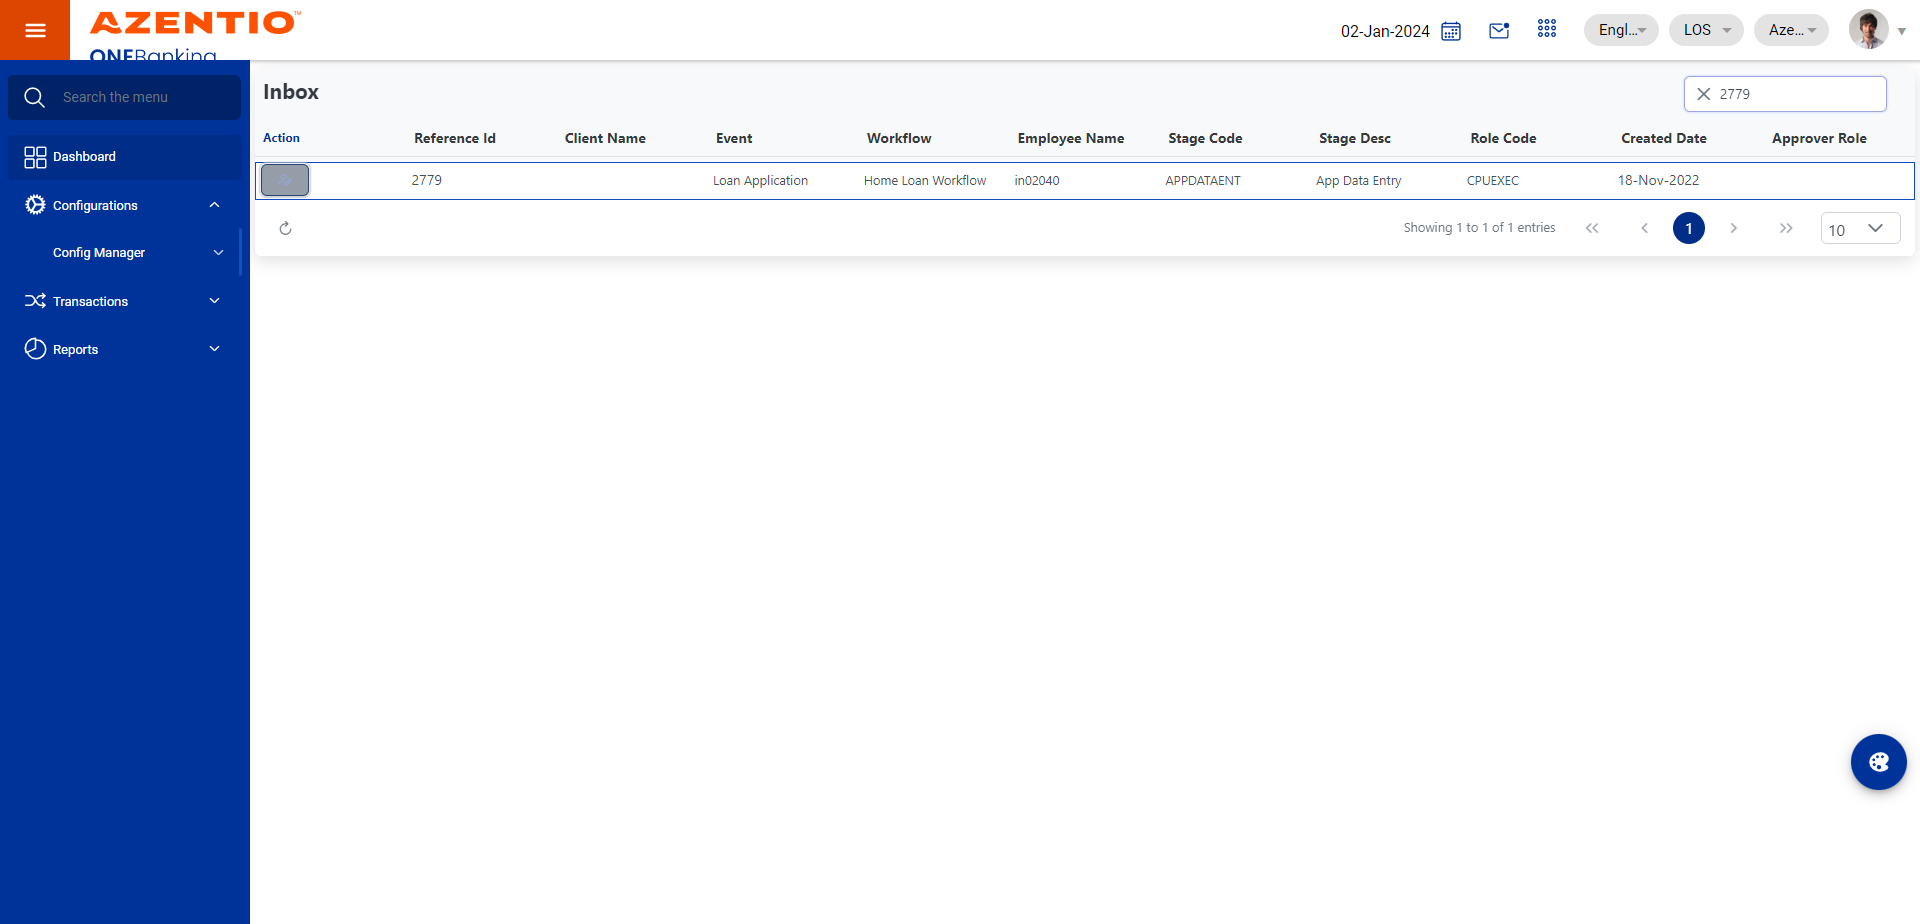 AZENTIO™
ONEBanking
02-Jan-2024
Engl...
LOS
Aze...
Search the menu
Dashboard
Configurations
Config Manager
Transactions
Reports
Inbox
2779
Action Reference Id Client Name Event Workflow Employee Name Stage Code Stage Desc Role Code Created Date Approver Role
2779 Loan Application Home Loan Workflow in02040 APPDATAENT App Data Entry CPUEXEC 18-Nov-2022
Showing 1 to 1 of 1 entries
1
10